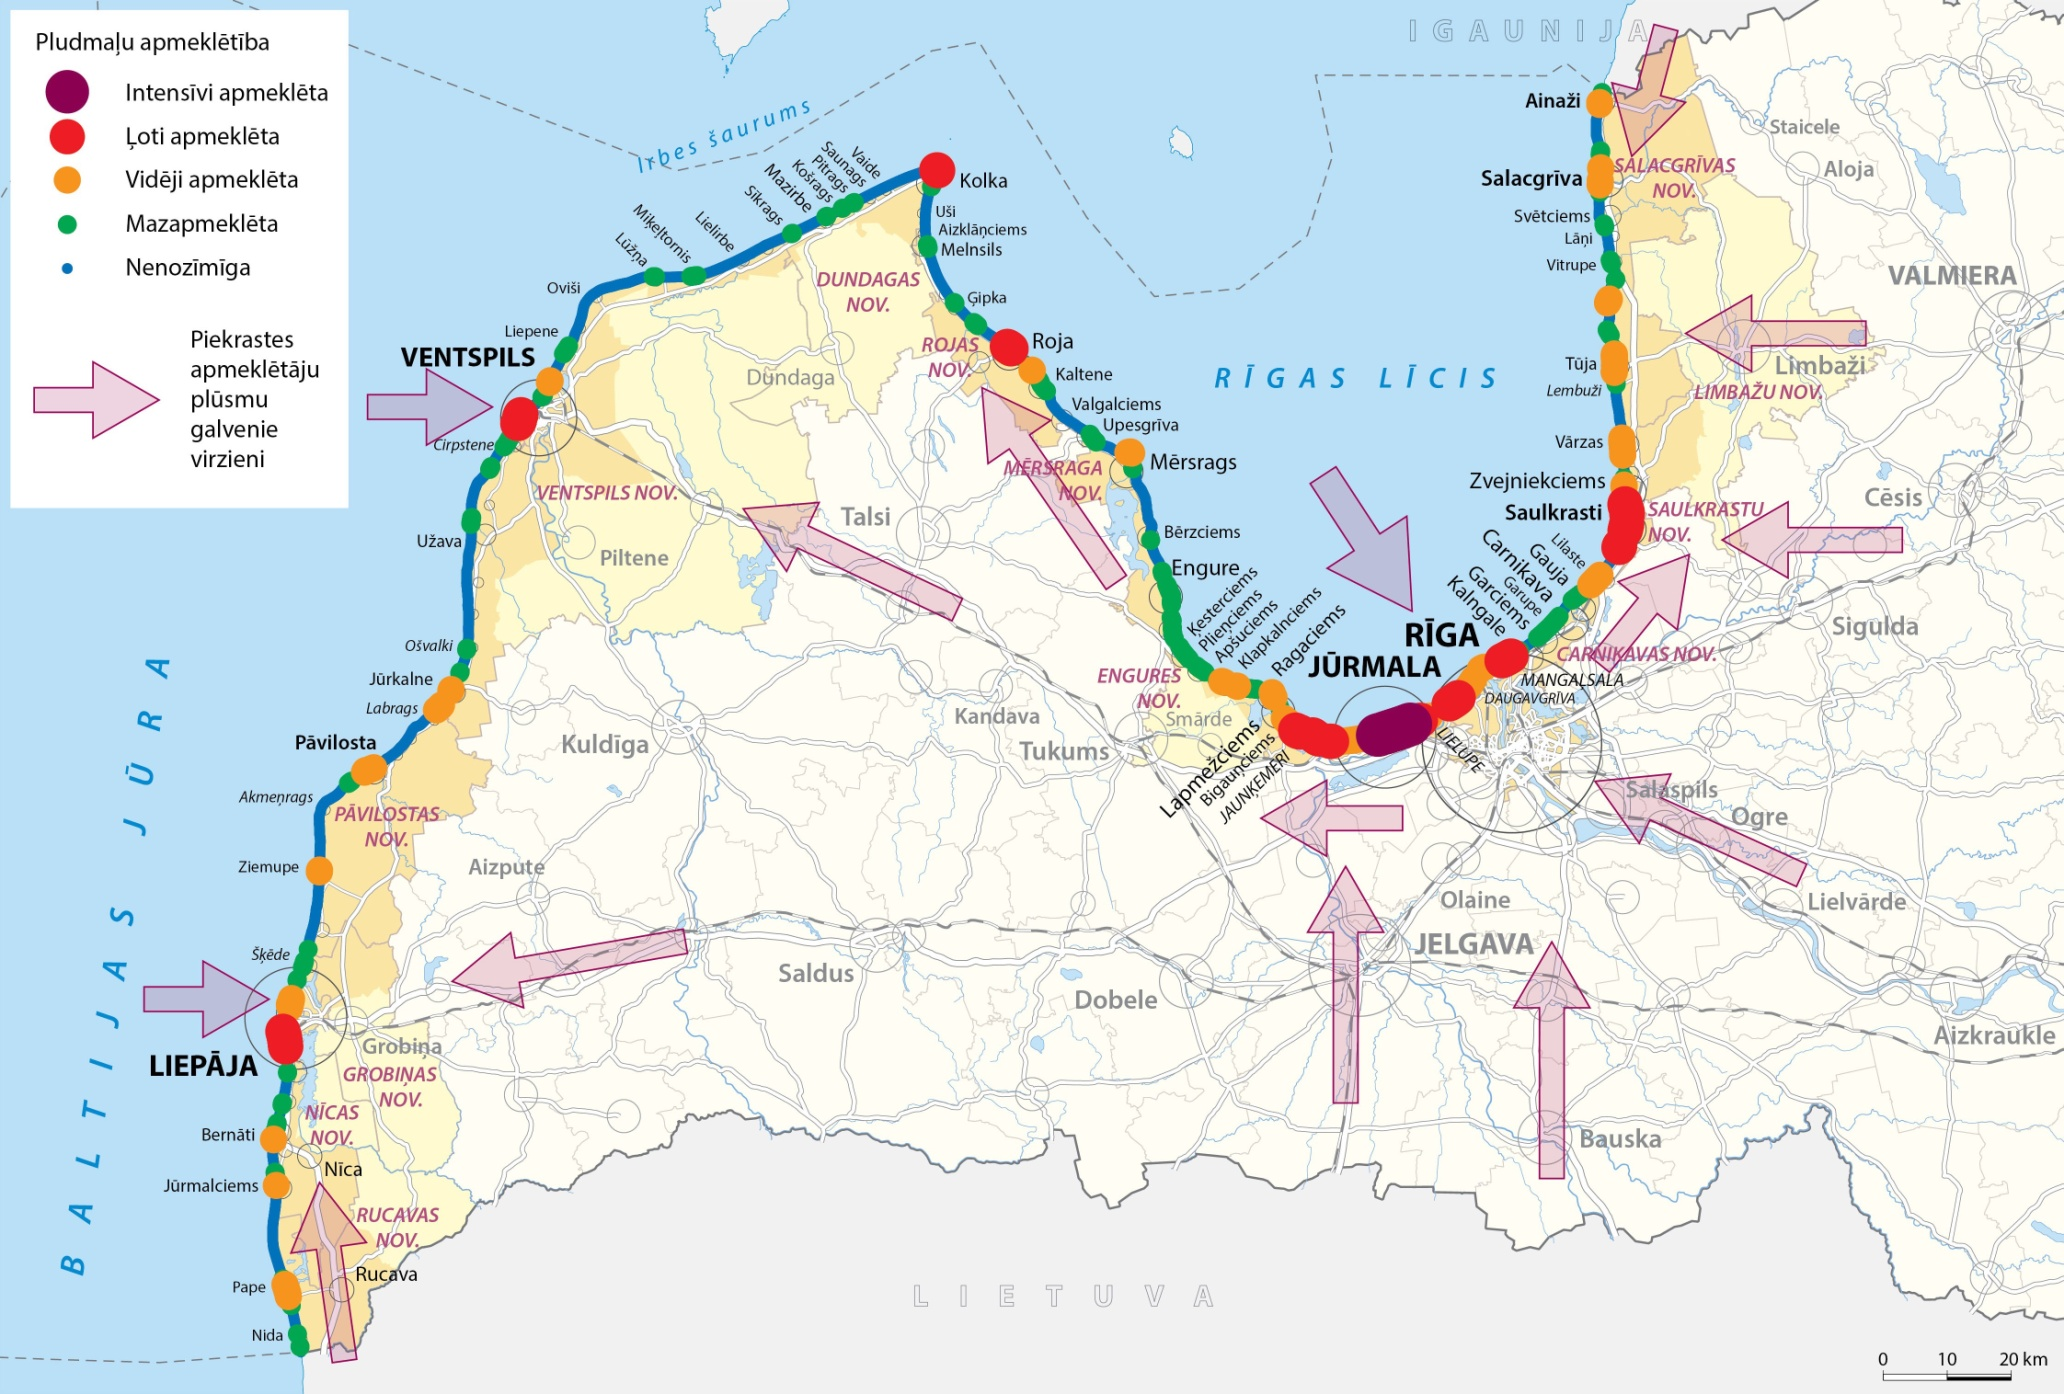 Pludmaļu apmeklētība
Intensīvi apmeklēta
Ļoti apmeklēta
Vidēji apmeklēta
Mazapmeklēta
Nenozīmīga
Piekrastes
apmeklētāju
plūsmu
galvenie
virzieni
IGAUNIJA
Irbes šaurums
RĪGAS LĪCIS
BALTIJAS JŪRA
LIETUVA
Ainaži
Staicele
Aloja
SALACGRĪVAS
NOV.
Salacgrīva
Svētciems
Lāņi
Vitrupe
VALMIERA
Tūja
Lembuži
Limbaži
LIMBAŽU NOV.
Vārzas
Zvejniekciems
Saulkrasti
SAULKRASTU
NOV.
Cēsis
Lilaste
Gauja
Carnikava
Garupe
Garciems
Kalngale
Sigulda
CARNIKAVAS NOV.
RĪGA
JŪRMALA
MANGAĻSALA
DAUGAVGRĪVA
LIELUPE
Salaspils
Ogre
Lielvārde
Aizkraukle
Olaine
JELGAVA
Bauska
Dobele
Saldus
Kolka
Vaide
Saunags
Pitrags
Košrags
Mazirbe
Sīkrags
Lielirbe
Miķeļtornis
Lūžņa
Oviši
Liepene
VENTSPILS
Cirpstene
VENTSPILS NOV.
Užava
Piltene
Uši
Aizklāņciems
Melnsils
DUNDAGAS
NOV.
Ģipka
Roja
ROJAS
NOV.
Dundaga
Kaltene
Valgalciems
Upesgrīva
Mērsrags
MĒRSRAGA
NOV.
Talsi
Bērzciems
Engure
Ķesterciems
Plieņciems
Apšuciems
Klapkalnciems
Ragaciems
ENGURES
NOV.
Smārde
Kandava
Tukums
Lapmežciems
Bigauņciems
JAUNĶEMERI
Ošvalki
Jūrkalne
Labrags
Kuldīga
Pāvilosta
Akmeņrags
PĀVILOSTAS
NOV.
Ziemupe
Aizpute
Šķēde
LIEPĀJA
Grobiņa
GROBIŅAS
NOV.
NĪCAS
NOV.
Bernāti
Nīca
Jūrmalciems
RUCAVAS
NOV.
Rucava
Pape
Nida
0 10 20 km